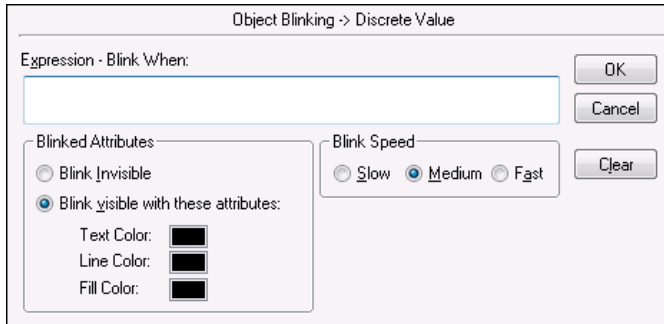 Object Blinking -> Discrete Value
Expression - Blink When:
OK
Cancel
Clear
Blinked Attributes
Blink Invisible
Blink visible with these attributes:
Text Color:
Line Color:
Fill Color:
Blink Speed
Slow Medium Fast